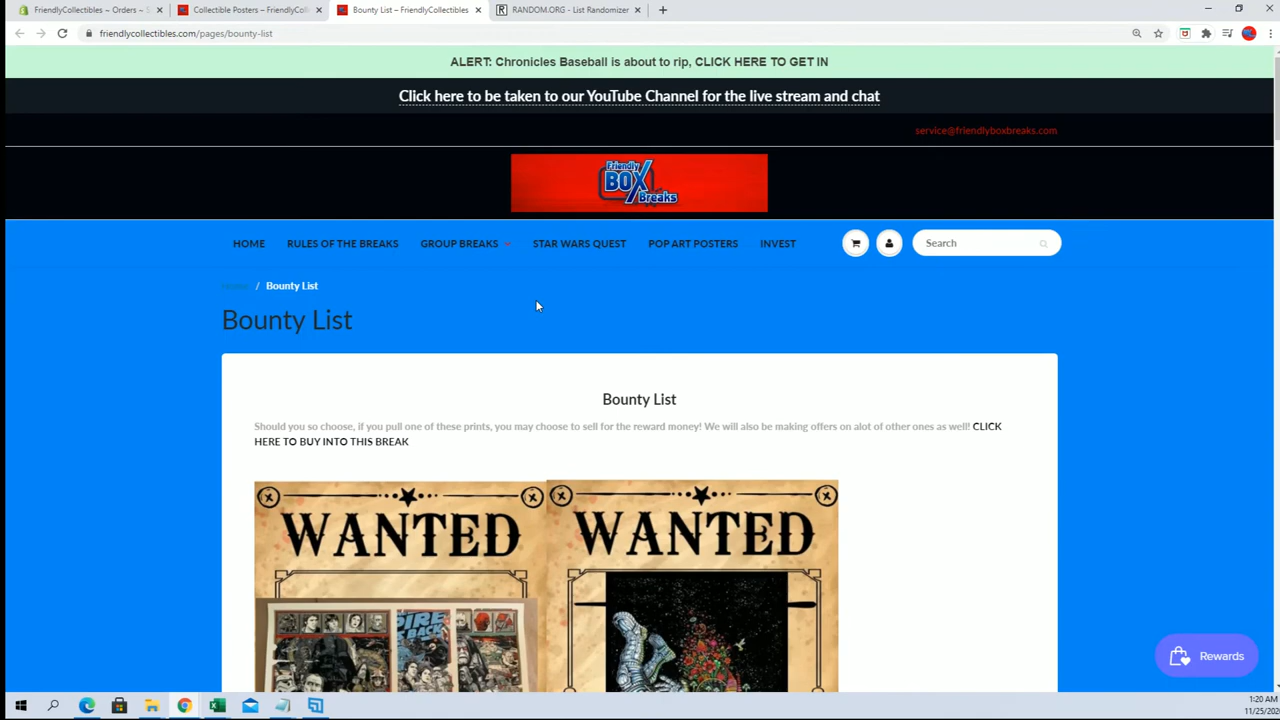 FriendlyCollectibles ~ Orders ~ S
Collectible Posters – FriendlyColl
Bounty List – FriendlyCollectibles
RANDOM.ORG - List Randomizer
friendlycollectibles.com/pages/bounty-list
ALERT: Chronicles Baseball is about to rip, CLICK HERE TO GET IN
Click here to be taken to our YouTube Channel for the live stream and chat
service@friendlyboxbreaks.com
Friendly
BOX
Breaks
HOME RULES OF THE BREAKS GROUP BREAKS STAR WARS QUEST POP ART POSTERS INVEST Search
Home / Bounty List
Bounty List
Bounty List
Should you so choose, if you pull one of these prints, you may choose to sell for the reward money! We will also be making offers on alot of other ones as well! CLICK
HERE TO BUY INTO THIS BREAK
WANTED WANTED
Rewards
1:20 AM